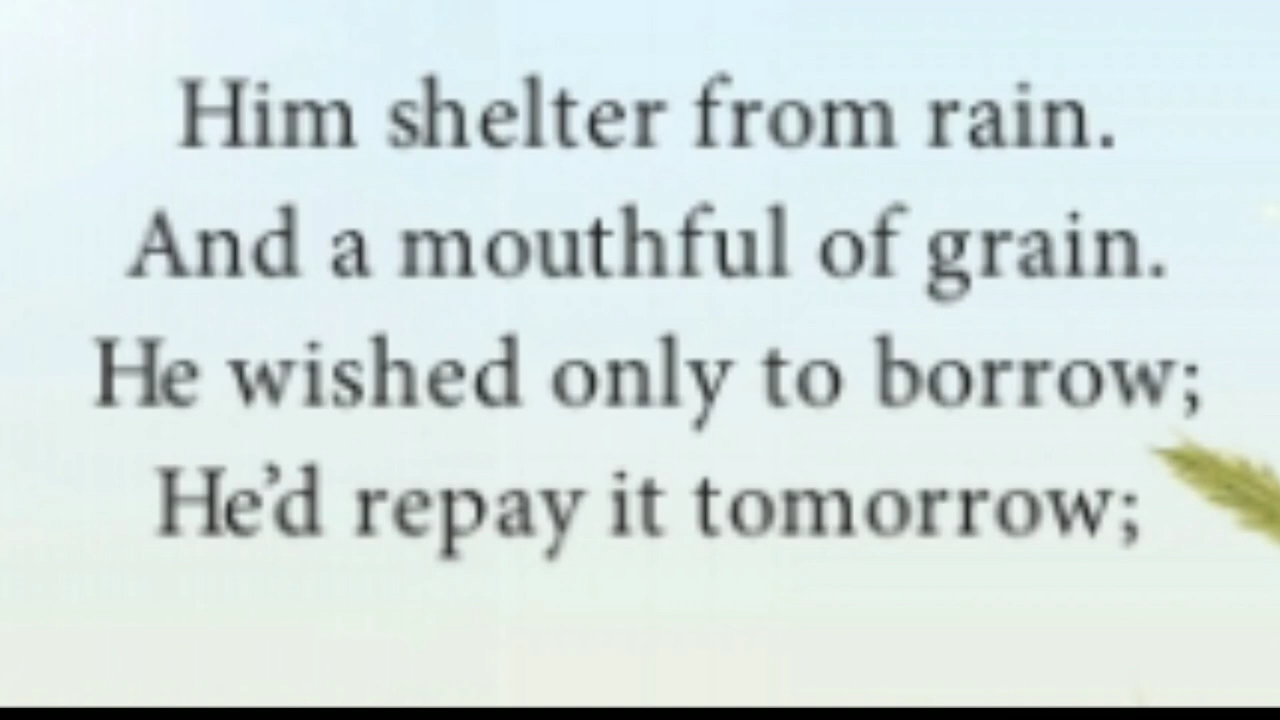 Him shelter from rain.
And a mouthful of grain.
He wished only to borrow;
He’d repay it tomorrow;